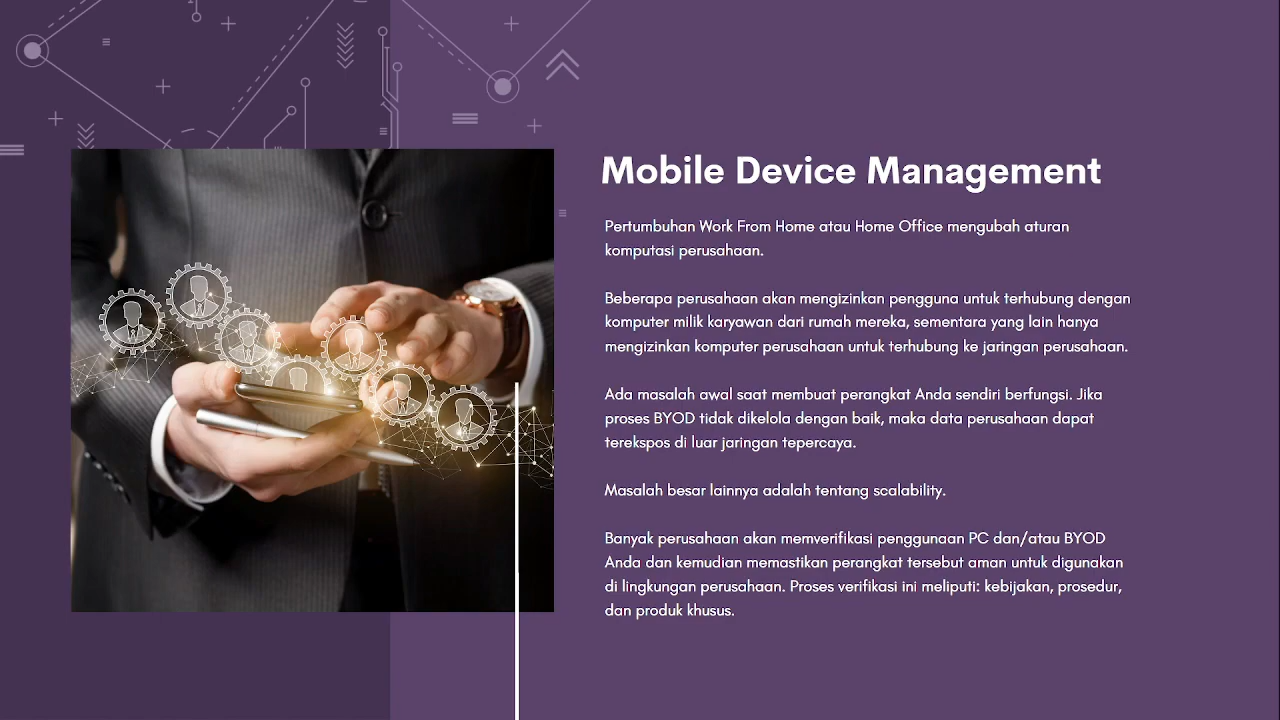 Mobile Device Management
Pertumbuhan Work From Home atau Home Office mengubah aturan
komputasi perusahaan.
Beberapa perusahaan akan mengizinkan pengguna untuk terhubung dengan
komputer milik karyawan dari rumah mereka, sementara yang lain hanya
mengizinkan komputer perusahaan untuk terhubung ke jaringan perusahaan.
Ada masalah awal saat membuat perangkat Anda sendiri berfungsi. Jika
proses BYOD tidak dikelola dengan baik, maka data perusahaan dapat
terekspos di luar jaringan tepercaya.
Masalah besar lainnya adalah tentang scalability.
Banyak perusahaan akan memverifikasi penggunaan PC dan/atau BYOD
Anda dan kemudian memastikan perangkat tersebut aman untuk digunakan
di lingkungan perusahaan. Proses verifikasi ini meliputi: kebijakan, prosedur,
dan produk khusus.